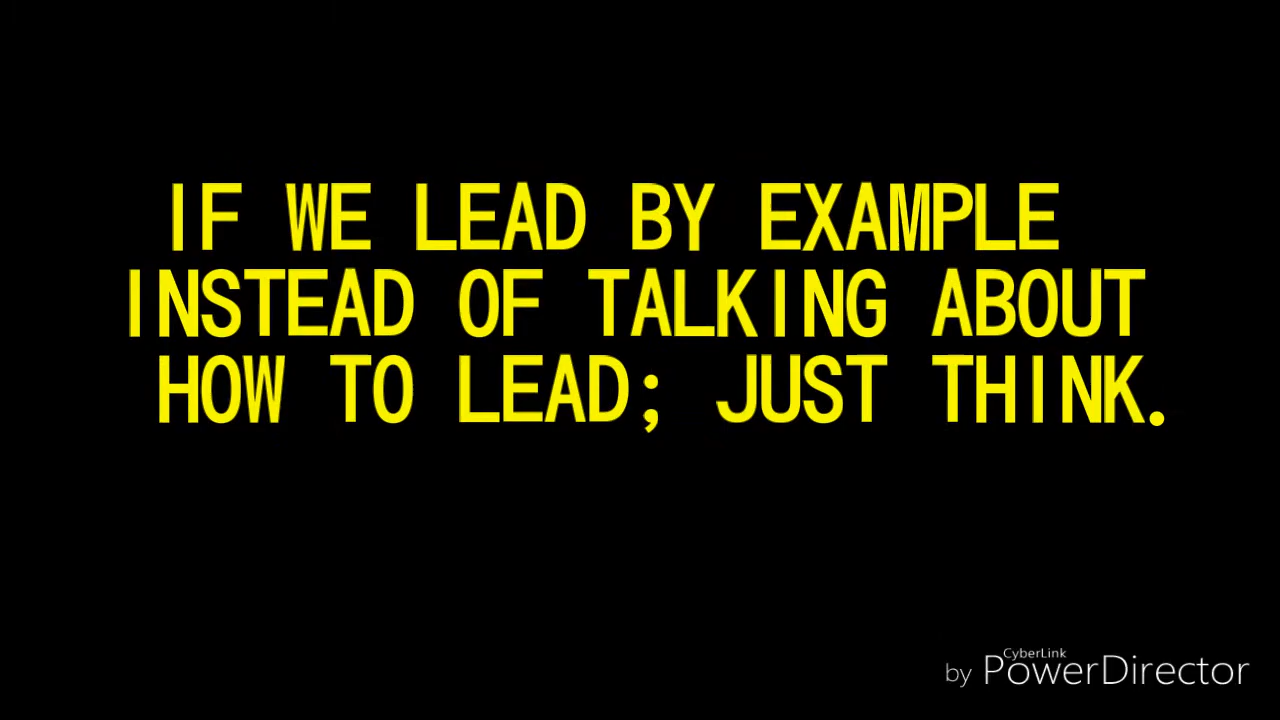 IF WE LEAD BY EXAMPLE
INSTEAD OF TALKING ABOUT
HOW TO LEAD; JUST THINK.
CyberLink
by PowerDirector